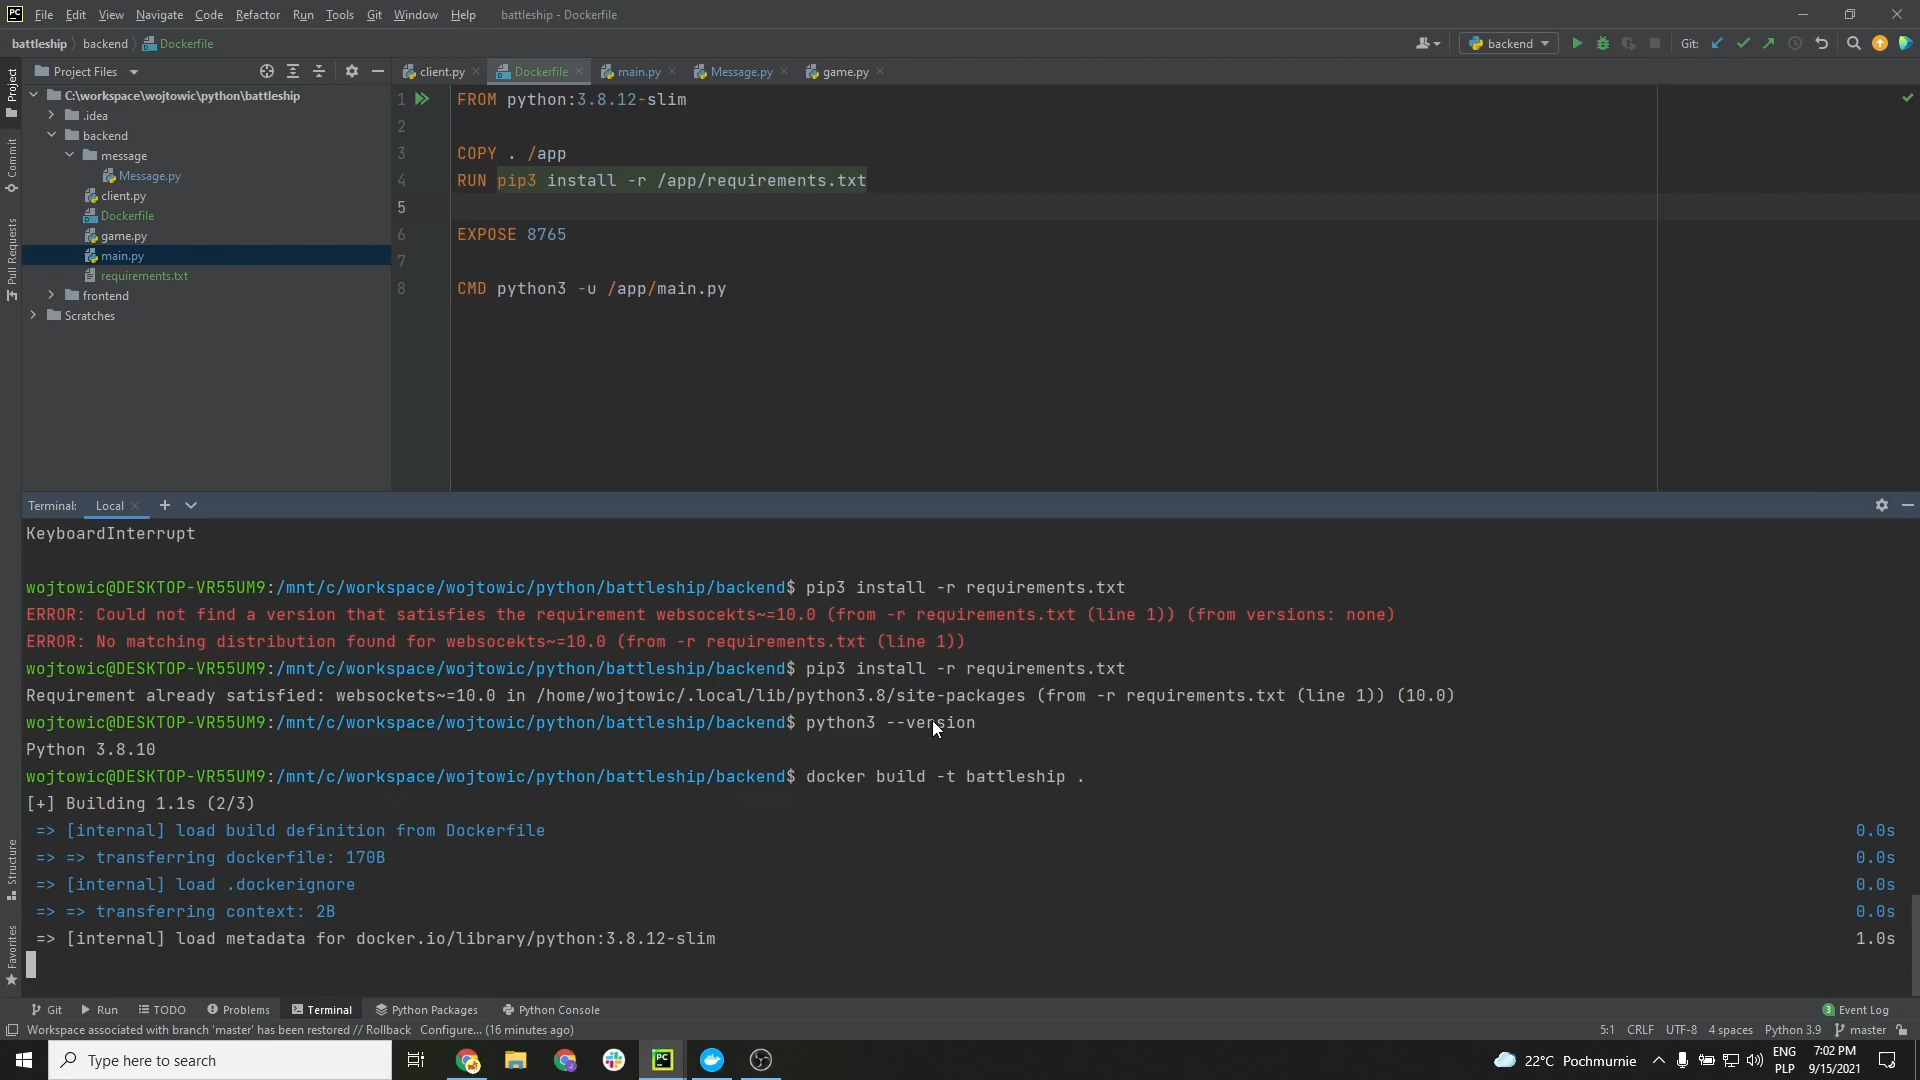 PC File Edit View Navigate Code Refactor Run Tools Git Window Help battleship - Dockerfile
battleship backend Dockerfile backend Git:
Project Files client.py Dockerfile main.py Message.py game.py
Project
Commit
Pull Requests
C:\workspace\wojtowic\python\battleship
.idea
backend
message
Message.py
client.py
Dockerfile
game.py
main.py
requirements.txt
frontend
Scratches
1 FROM python:3.8.12-slim
2
3 COPY . /app
4 RUN pip3 install -r /app/requirements.txt
5
6 EXPOSE 8765
7
8 CMD python3 -u /app/main.py
Terminal: Local
KeyboardInterrupt
wojtowic@DESKTOP-VR55UM9:/mnt/c/workspace/wojtowic/python/battleship/backend$ pip3 install -r requirements.txt
ERROR: Could not find a version that satisfies the requirement websocekts~=10.0 (from -r requirements.txt (line 1)) (from versions: none)
ERROR: No matching distribution found for websocekts~=10.0 (from -r requirements.txt (line 1))
wojtowic@DESKTOP-VR55UM9:/mnt/c/workspace/wojtowic/python/battleship/backend$ pip3 install -r requirements.txt
Requirement already satisfied: websockets~=10.0 in /home/wojtowic/.local/lib/python3.8/site-packages (from -r requirements.txt (line 1)) (10.0)
wojtowic@DESKTOP-VR55UM9:/mnt/c/workspace/wojtowic/python/battleship/backend$ python3 --version
Python 3.8.10
wojtowic@DESKTOP-VR55UM9:/mnt/c/workspace/wojtowic/python/battleship/backend$ docker build -t battleship .
[+] Building 1.1s (2/3)
=> [internal] load build definition from Dockerfile 0.0s
=> => transferring dockerfile: 170B 0.0s
=> [internal] load .dockerignore 0.0s
=> => transferring context: 2B 0.0s
=> [internal] load metadata for docker.io/library/python:3.8.12-slim 1.0s
Structure
Favorites
Git Run TODO Problems Terminal Python Packages Python Console 3 Event Log
Workspace associated with branch 'master' has been restored // Rollback Configure... (16 minutes ago) 5:1 CRLF UTF-8 4 spaces Python 3.9 master
Type here to search PC 22°C Pochmurnie ENG PLP 7:02 PM 9/15/2021